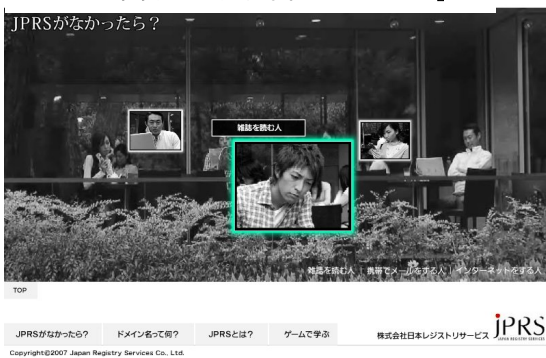 JPRSがなかったら？
雑誌を読む人
雑誌を読む人 | 携帯でメールをする人 | インターネットをする人
TOP
JPRSがなかったら？ ドメイン名って何？ JPRSとは？ ゲームで学ぶ 株式会社日本レジストリサービス JPRS
JAPAN REGISTRY SERVICES
Copyright©2007 Japan Registry Services Co., Ltd.